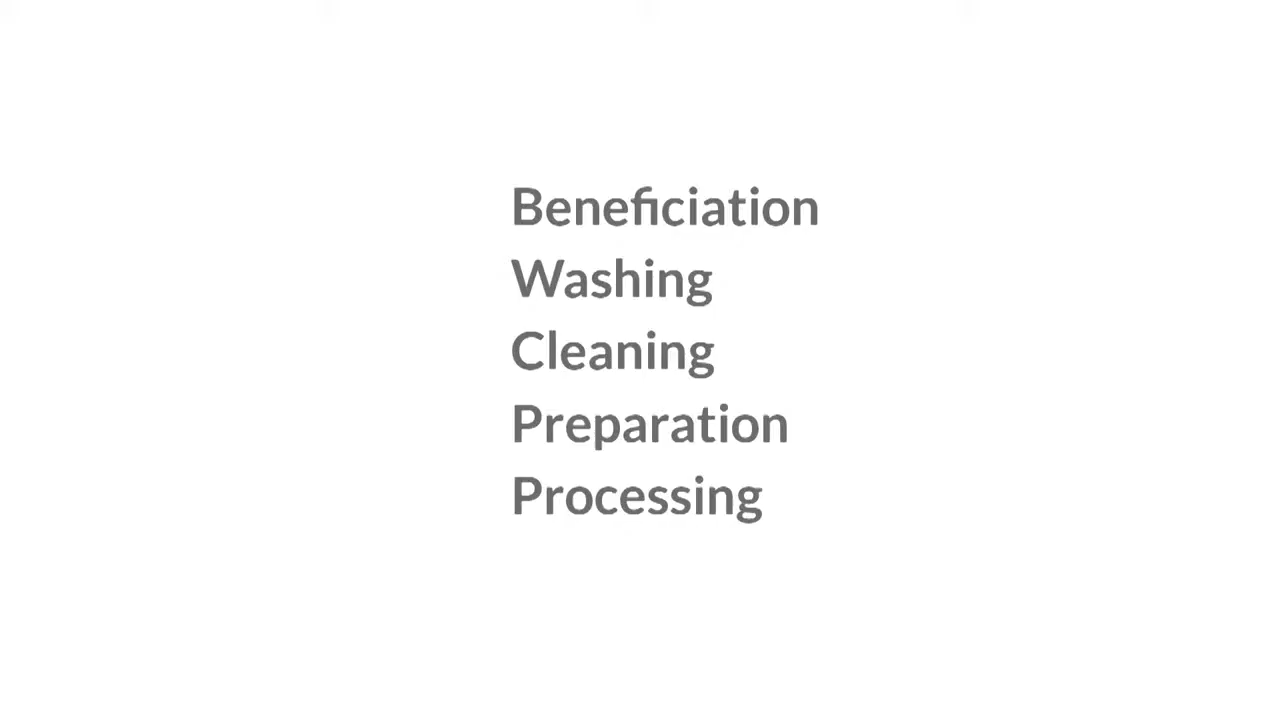 Beneficiation
Washing
Cleaning
Preparation
Processing